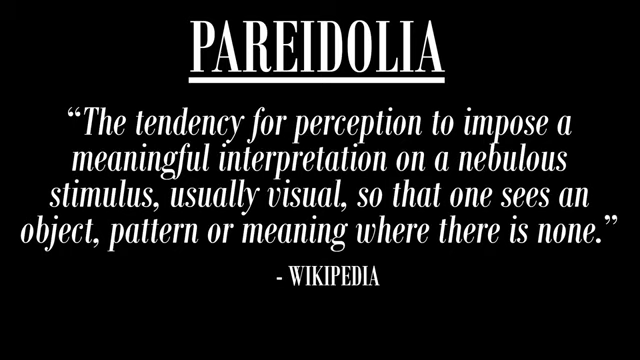 PAREIDOLIA
“The tendency for perception to impose a
meaningful interpretation on a nebulous
stimulus, usually visual, so that one sees an
object, pattern or meaning where there is none.”
- WIKIPEDIA